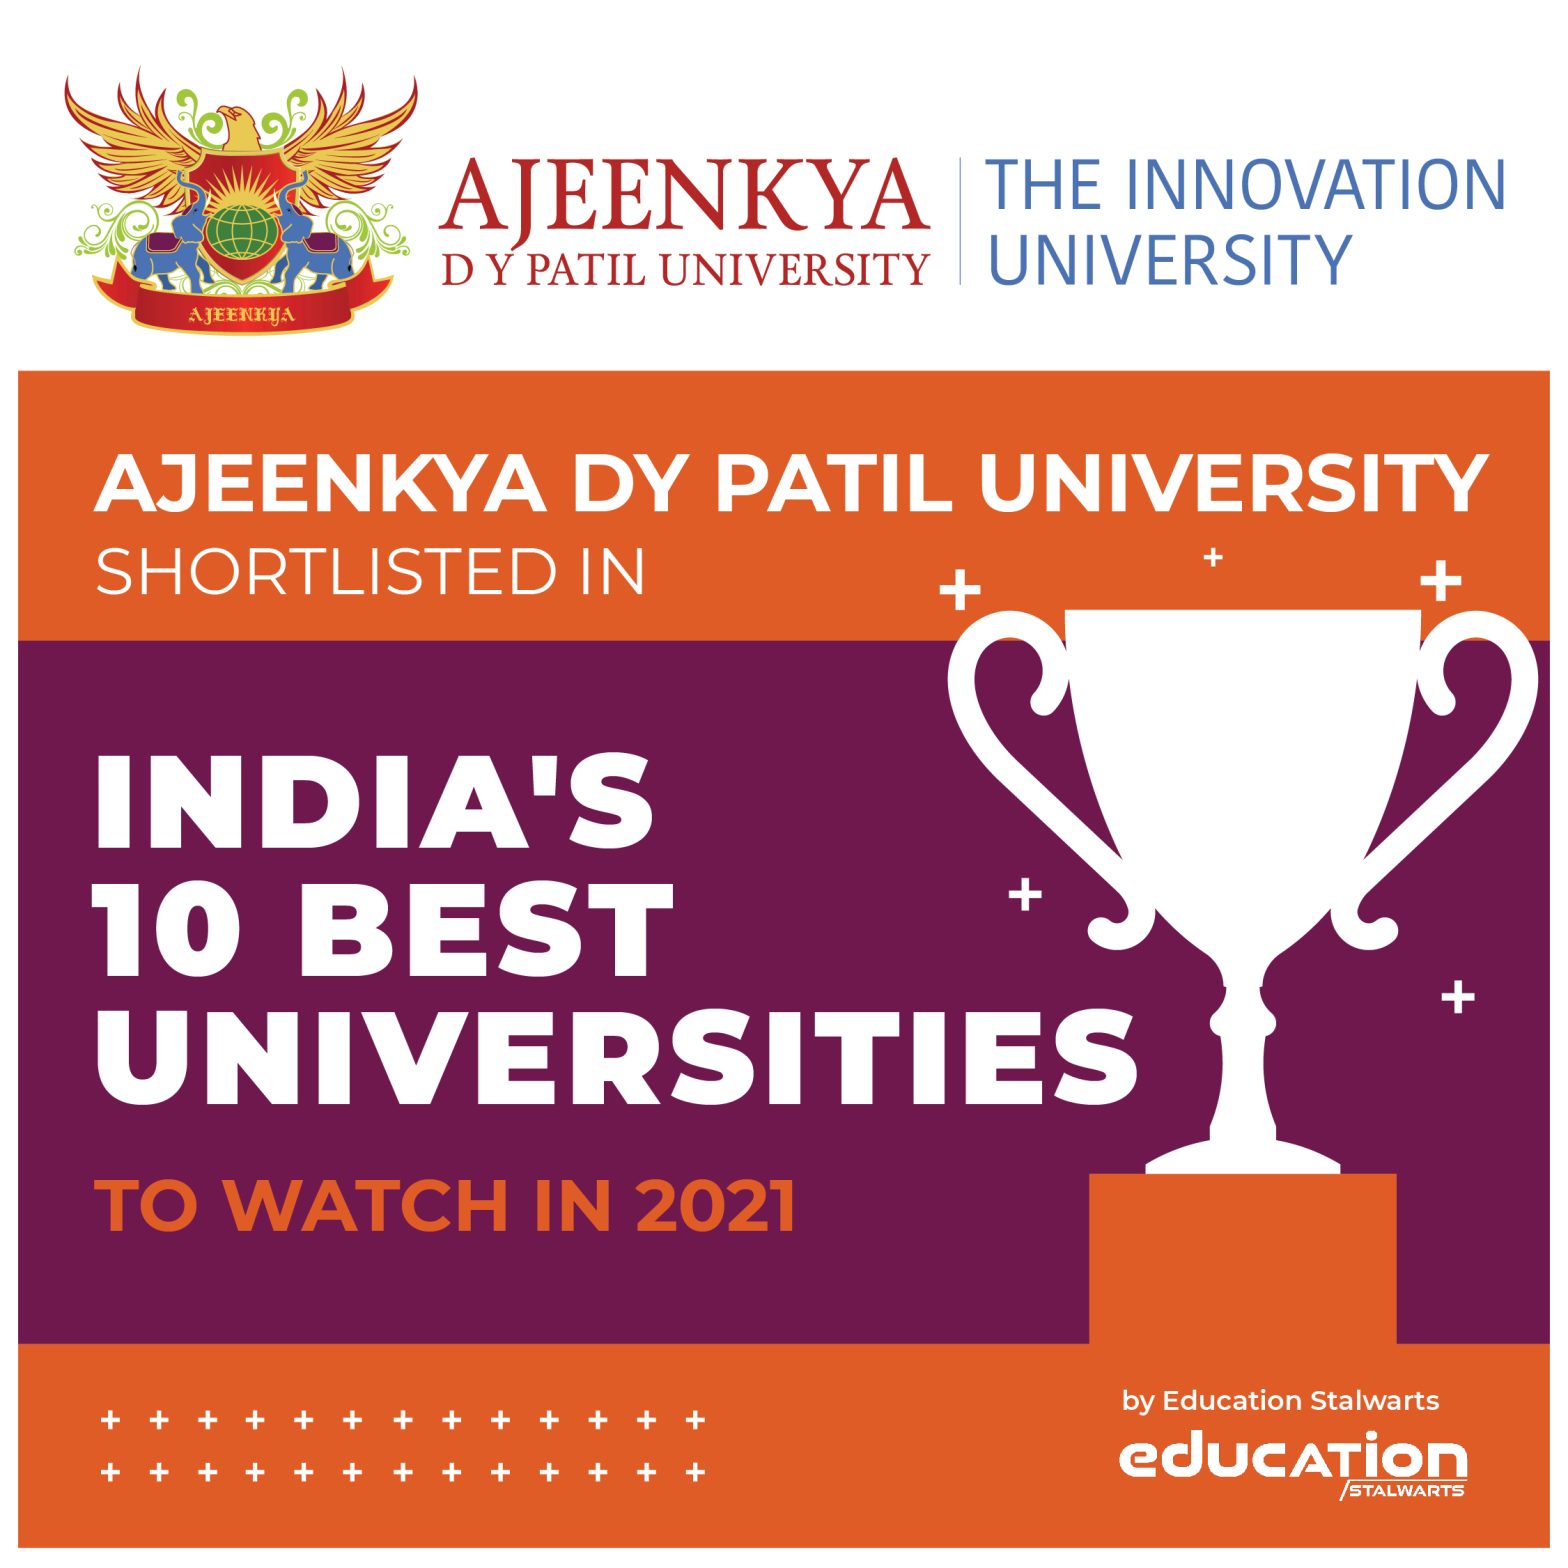 AJEENKYA
AJEENKYA
D Y PATIL UNIVERSITY
THE INNOVATION
UNIVERSITY
AJEENKYA DY PATIL UNIVERSITY
SHORTLISTED IN
INDIA'S
10 BEST
UNIVERSITIES
TO WATCH IN 2021
by Education Stalwarts
education
/STALWARTS